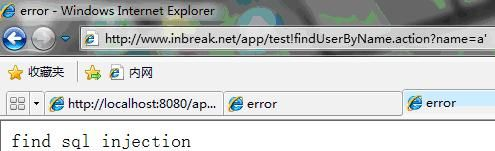 error - Windows Internet Explorer
http://www.inbreak.net/app/test!findUserByName.action?name=a'
收藏夹 内网
http://localhost:8080/ap... error error
find sql injection